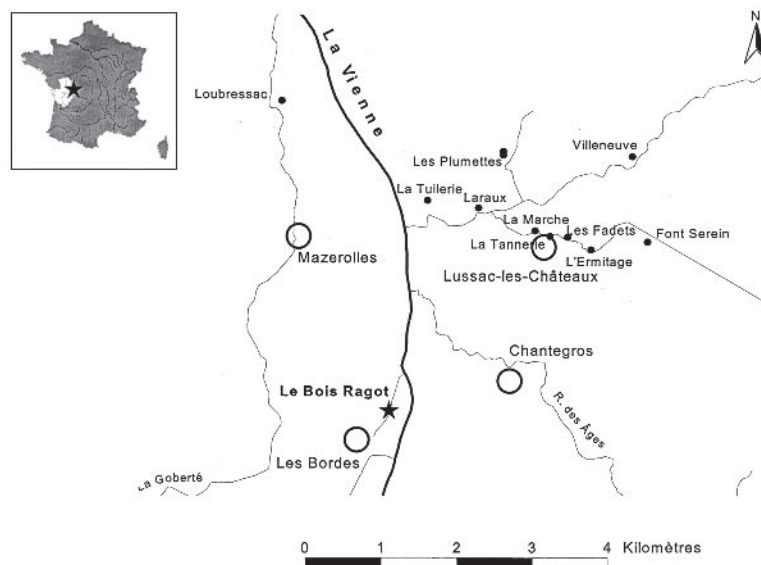 N
La Vienne
Loubressac
Villeneuve
Les Plumettes
La Tuilerie
Laraux
La Marche
Les Fadets
Font Serein
La Tannerie
L'Ermitage
Mazerolles
Lussac-les-Châteaux
Chantegros
Le Bois Ragot
R. des Âges
Les Bordes
La Goberté
0 1 2 3 4 Kilomètres